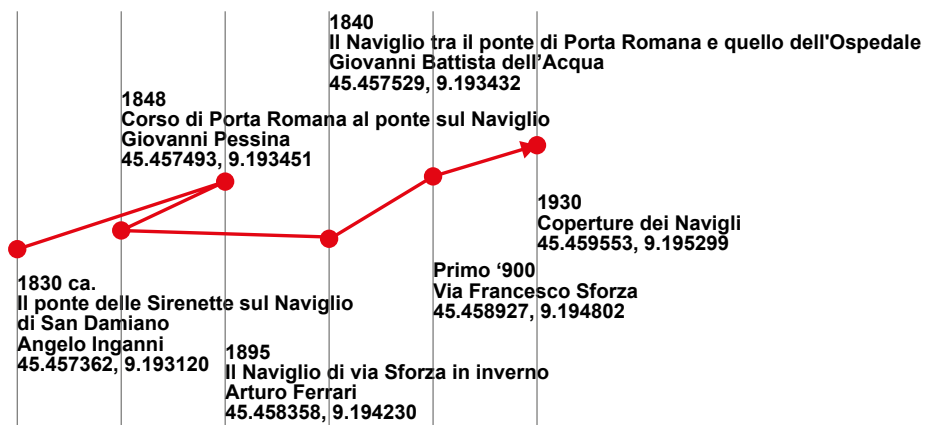 1840
Il Naviglio tra il ponte di Porta Romana e quello dell'Ospedale
Giovanni Battista dell'Acqua
45.457529, 9.193432
1848
Corso di Porta Romana al ponte sul Naviglio
Giovanni Pessina
45.457493, 9.193451
1930
Coperture dei Navigli
45.459553, 9.195299
Primo ‘900
Via Francesco Sforza
45.458927, 9.194802
1830 ca.
Il ponte delle Sirenette sul Naviglio
di San Damiano
Angelo Inganni
45.457362, 9.193120
1895
Il Naviglio di via Sforza in inverno
Arturo Ferrari
45.458358, 9.194230